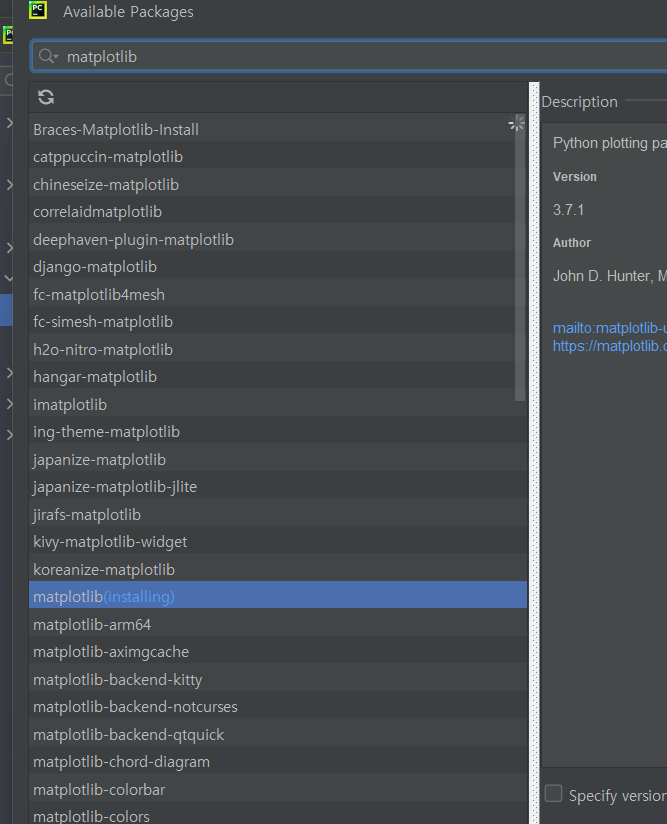 PC
Available Packages
PC
matplotlib
Description
Braces-Matplotlib-Install
catppuccin-matplotlib
chineseize-matplotlib
correlaidmatplotlib
deephaven-plugin-matplotlib
django-matplotlib
fc-matplotlib4mesh
fc-simesh-matplotlib
h2o-nitro-matplotlib
hangar-matplotlib
imatplotlib
ing-theme-matplotlib
japanize-matplotlib
japanize-matplotlib-jlite
jirafs-matplotlib
kivy-matplotlib-widget
koreanize-matplotlib
matplotlib(installing)
matplotlib-arm64
matplotlib-aximgcache
matplotlib-backend-kitty
matplotlib-backend-notcurses
matplotlib-backend-qtquick
matplotlib-chord-diagram
matplotlib-colorbar
matplotlib-colors
Python plotting pa
Version
3.7.1
Author
John D. Hunter, M
mailto:matplotlib-u
https://matplotlib.o
Specify version